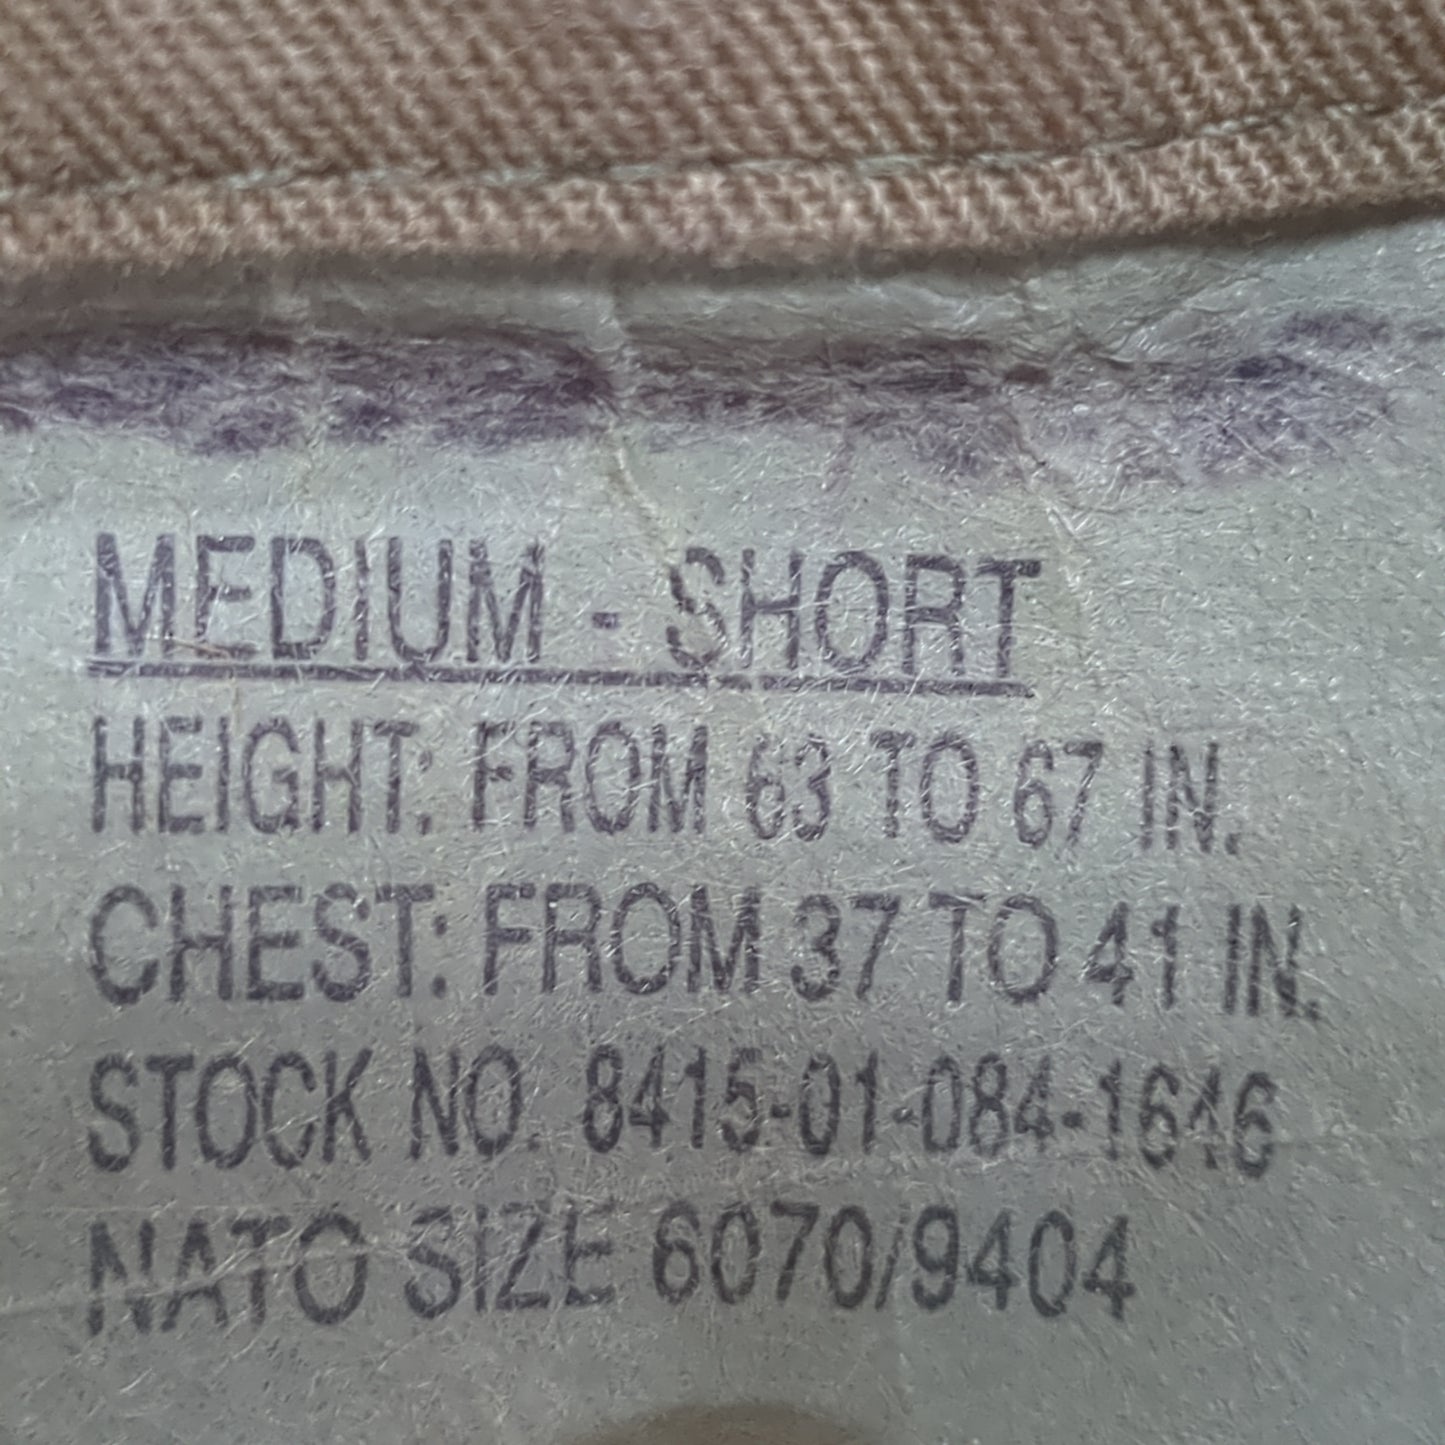 MEDIUM - SHORT
HEIGHT: FROM 63 TO 67 IN.
CHEST: FROM 37 TO 41 IN.
STOCK NO. 8415-01-084-1646
NATO SIZE 6070/9404